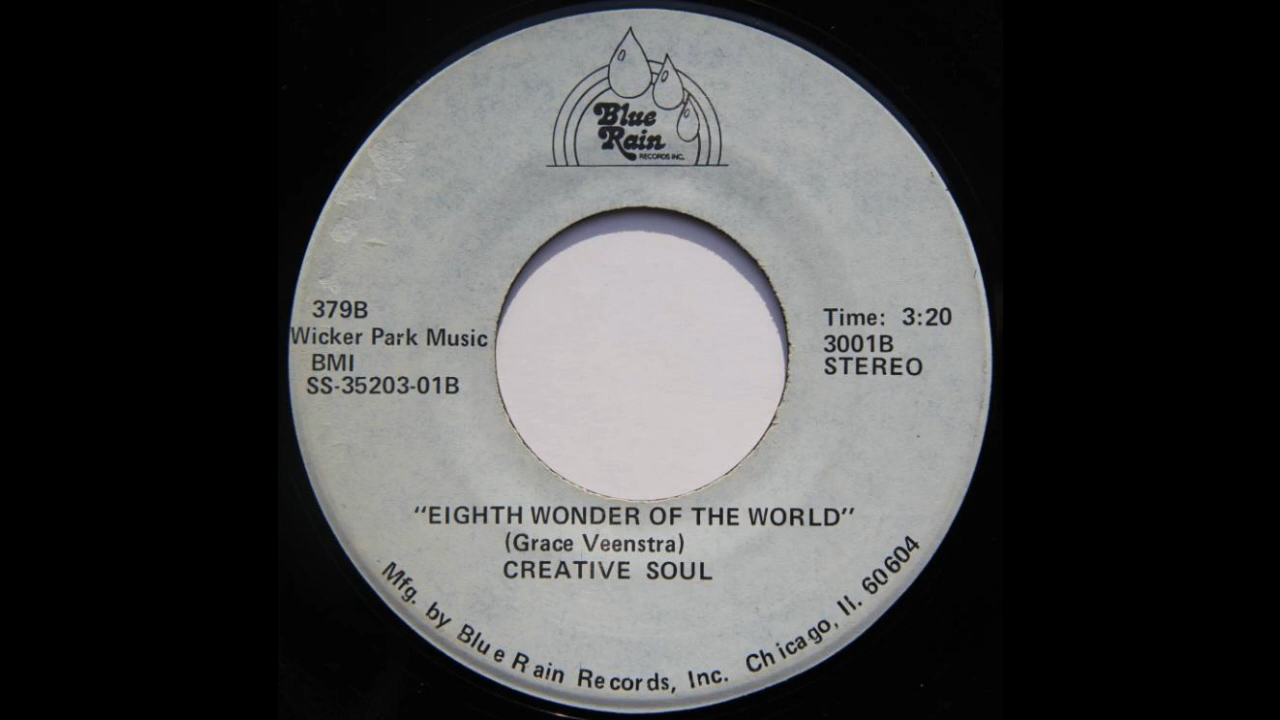 Blue
Rain
RECORDS INC.
379B
Wicker Park Music
BMI
SS-35203-01B
Time: 3:20
3001B
STEREO
"EIGHTH WONDER OF THE WORLD"
(Grace Veenstra)
CREATIVE SOUL
Mfg. by Blue Rain Records, Inc. Chicago, Il. 60604